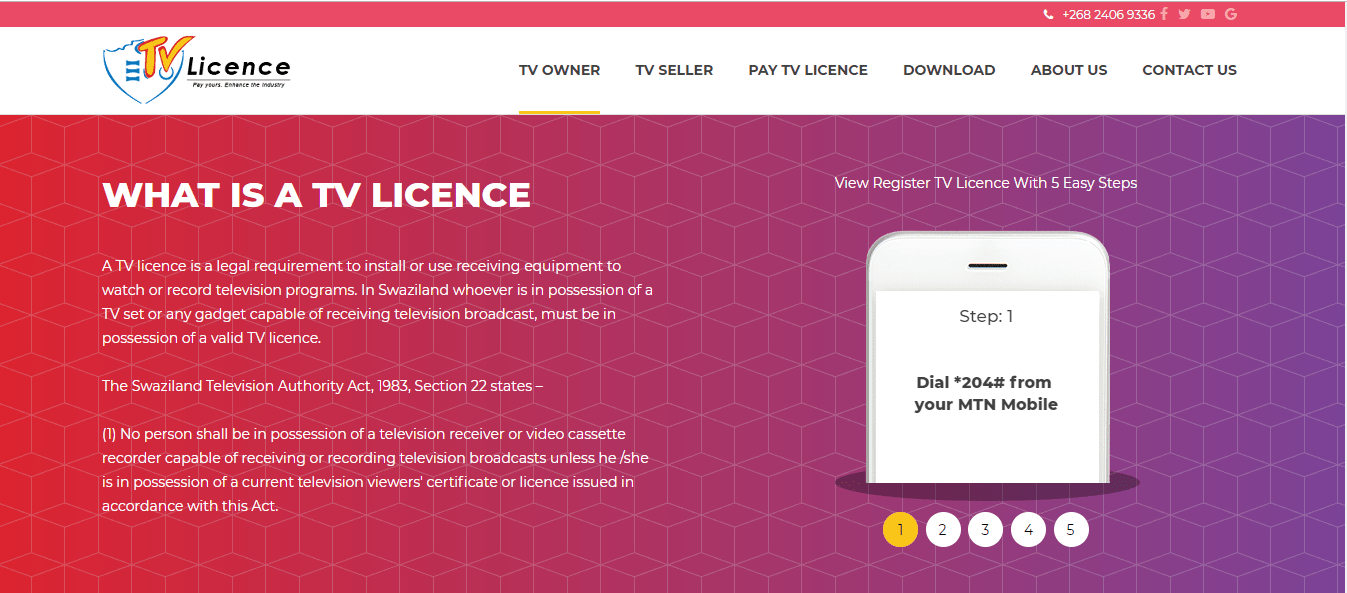 +268 2406 9336
TV Licence
Pay yours. Enhance the industry
TV OWNER TV SELLER PAY TV LICENCE DOWNLOAD ABOUT US CONTACT US
WHAT IS A TV LICENCE
A TV licence is a legal requirement to install or use receiving equipment to
watch or record television programs. In Swaziland whoever is in possession of a
TV set or any gadget capable of receiving television broadcast, must be in
possession of a valid TV licence.
The Swaziland Television Authority Act, 1983, Section 22 states –
(1) No person shall be in possession of a television receiver or video cassette
recorder capable of receiving or recording television broadcasts unless he /she
is in possession of a current television viewers' certificate or licence issued in
accordance with this Act.
View Register TV Licence With 5 Easy Steps
Step: 1
Dial *204# from
your MTN Mobile
1 2 3 4 5